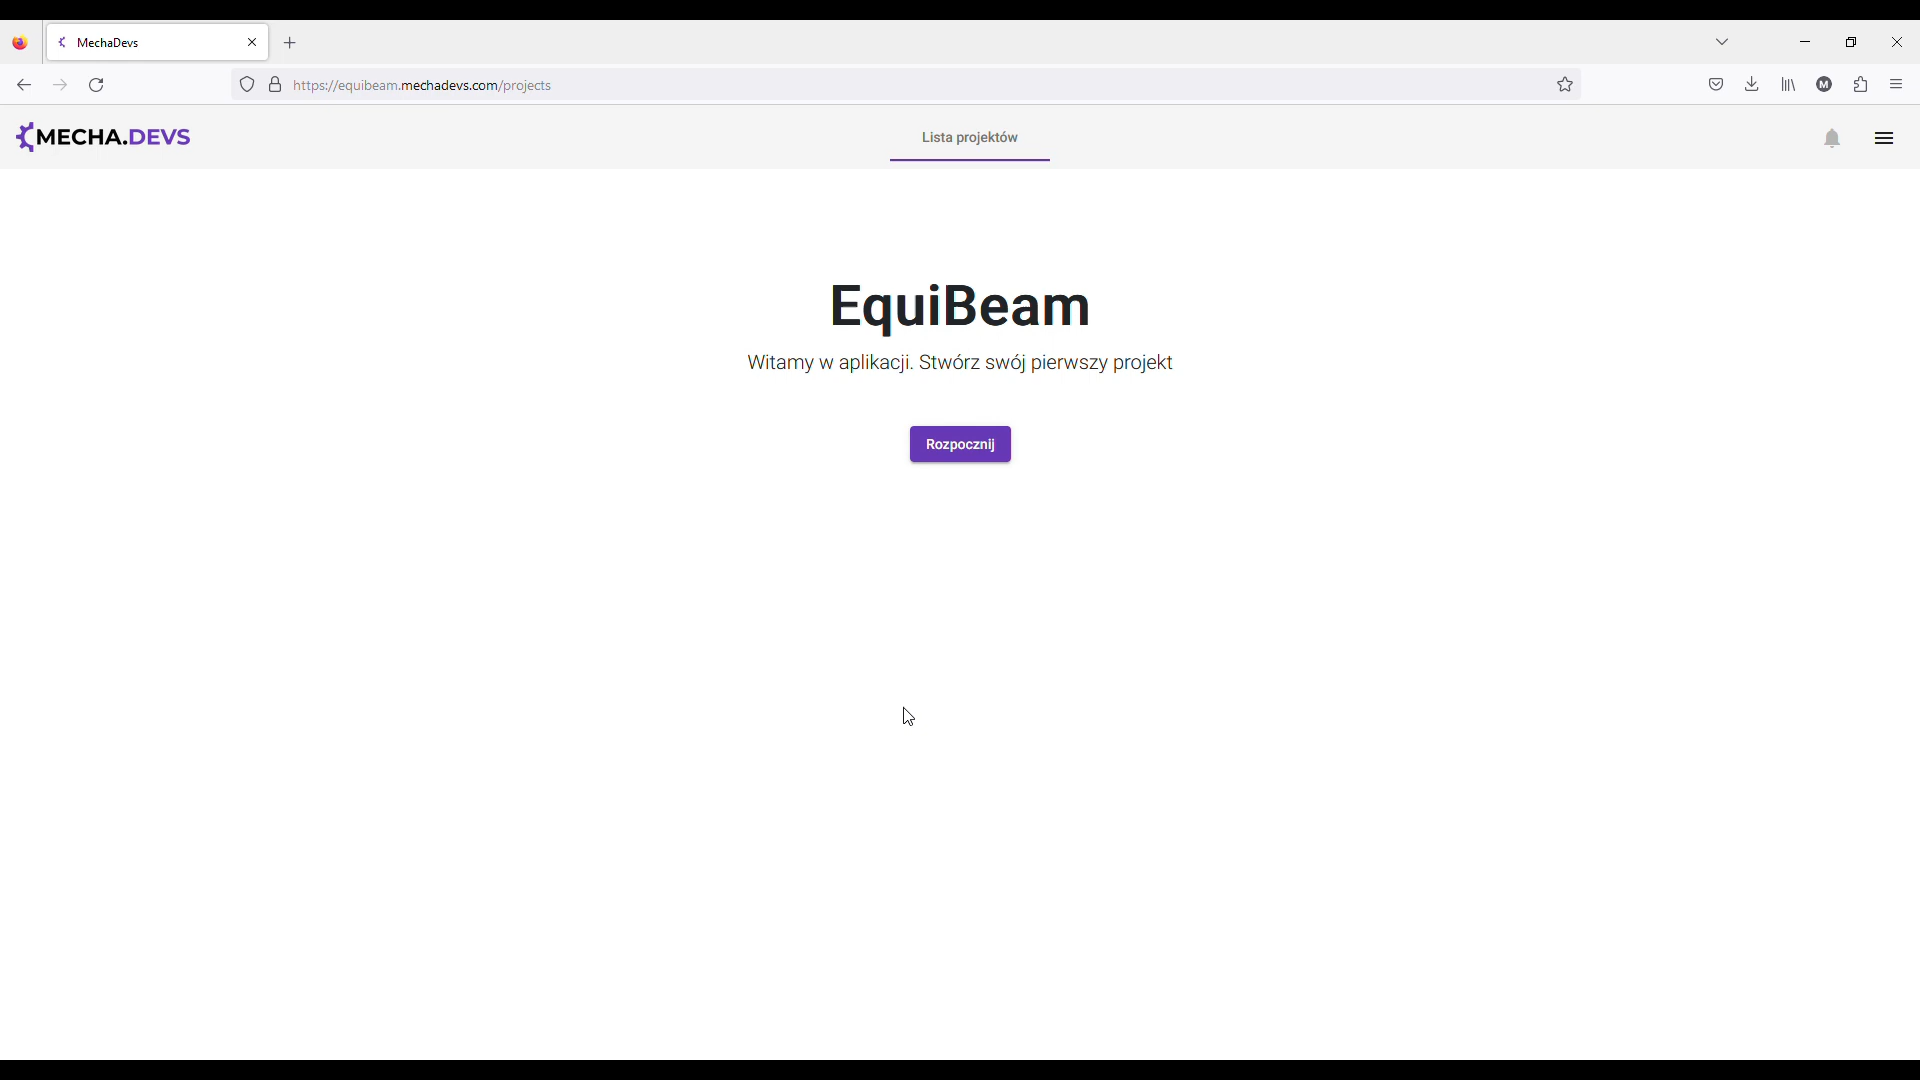 MechaDevs
https://equibeam.mechadevs.com/projects
M
MECHA.DEVS
Lista projektów
EquiBeam
Witamy w aplikacji. Stwórz swój pierwszy projekt
Rozpocznij